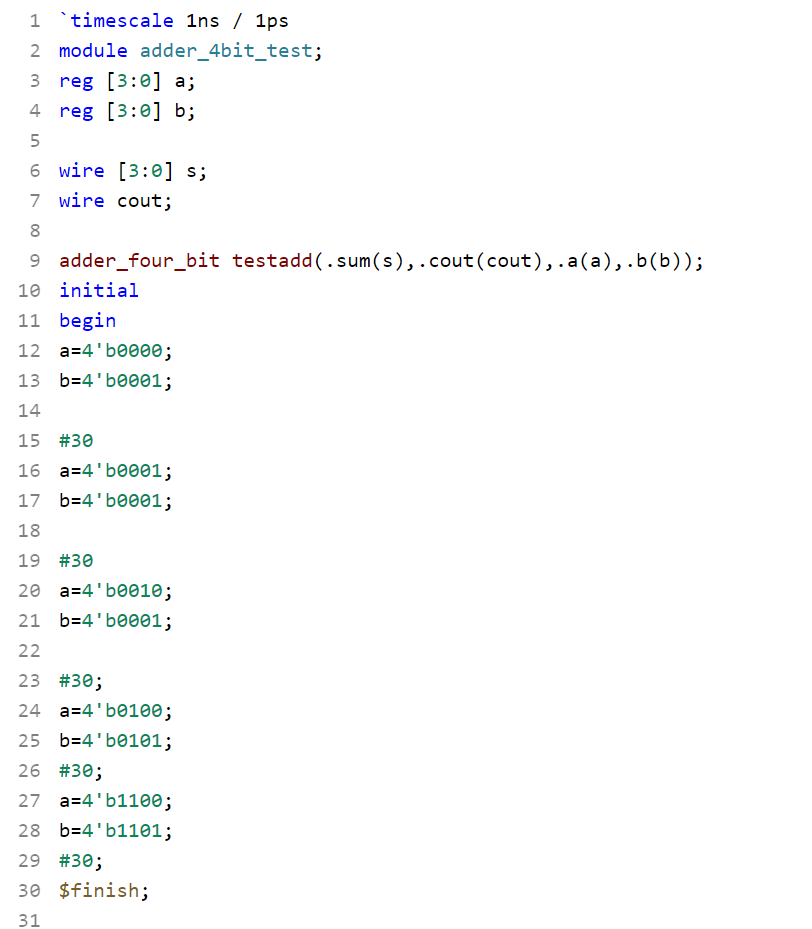 1 `timescale 1ns / 1ps
2 module adder_4bit_test;
3 reg [3:0] a;
4 reg [3:0] b;
5
6 wire [3:0] s;
7 wire cout;
8
9 adder_four_bit testadd(.sum(s),.cout(cout),.a(a),.b(b));
10 initial
11 begin
12 a=4'b0000;
13 b=4'b0001;
14
15 #30
16 a=4'b0001;
17 b=4'b0001;
18
19 #30
20 a=4'b0010;
21 b=4'b0001;
22
23 #30;
24 a=4'b0100;
25 b=4'b0101;
26 #30;
27 a=4'b1100;
28 b=4'b1101;
29 #30;
30 $finish;
31